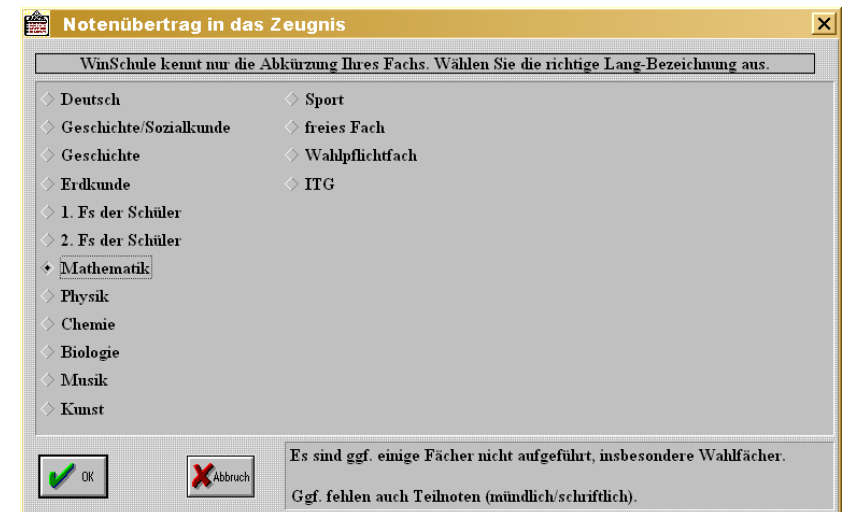 Notenübertrag in das Zeugnis
WinSchule kennt nur die Abkürzung Ihres Fachs. Wählen Sie die richtige Lang-Bezeichnung aus.
Deutsch
Geschichte/Sozialkunde
Geschichte
Erdkunde
1. Fs der Schüler
2. Fs der Schüler
Mathematik
Physik
Chemie
Biologie
Musik
Kunst
Sport
freies Fach
Wahlpflichtfach
ITG
OK
Abbruch
Es sind ggf. einige Fächer nicht aufgeführt, insbesondere Wahlfächer.
Ggf. fehlen auch Teilnoten (mündlich/schriftlich).